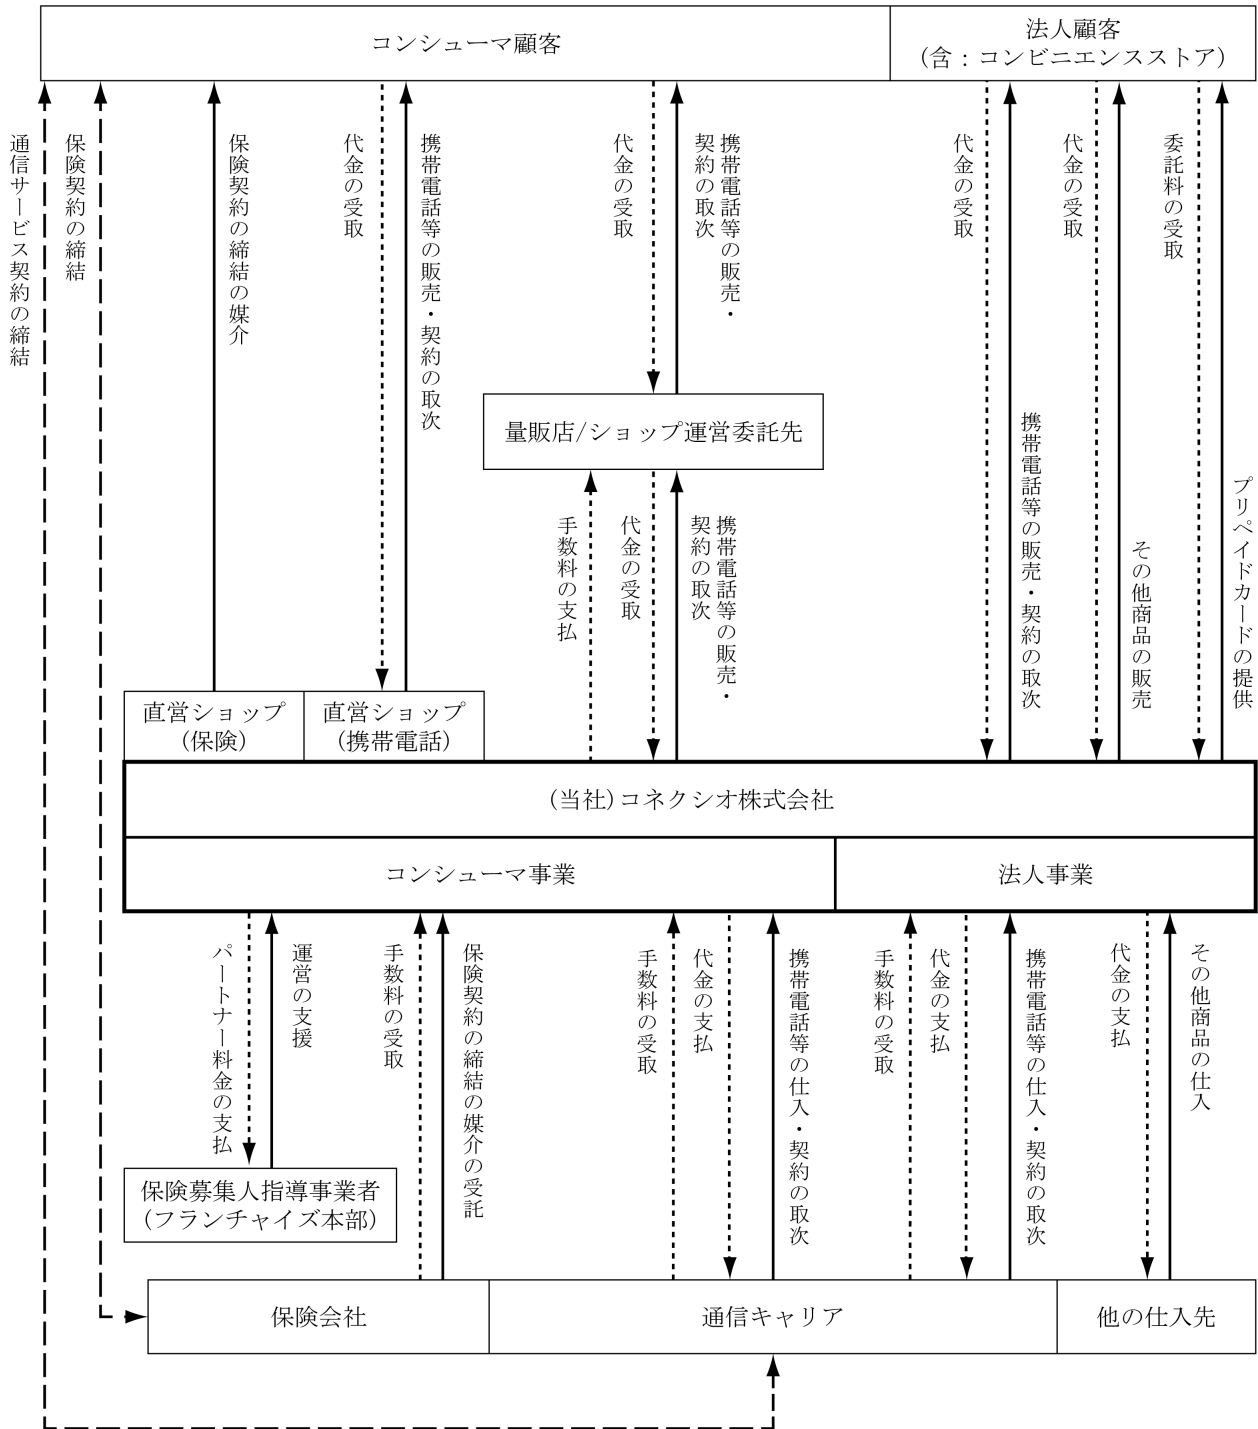 コンシューマ顧客
法人顧客
（含：コンビニエンスストア）
通信サービス契約の締結
保険契約の締結
保険契約の締結の媒介
代金の受取
携帯電話等の販売・契約の取次
代金の受取
携帯電話等の販売・
契約の取次
代金の受取
携帯電話等の販売・契約の取次
代金の受取
その他商品の販売
委託料の受取
プリペイドカードの提供
量販店/ショップ運営委託先
手数料の支払
代金の受取
携帯電話等の販売・
契約の取次
直営ショップ
（保険）
直営ショップ
（携帯電話）
（当社）コネクシオ株式会社
コンシューマ事業
法人事業
パートナー料金の支払
運営の支援
手数料の受取
保険契約の締結の媒介の受託
手数料の受取
代金の支払
携帯電話等の仕入・契約の取次
手数料の受取
代金の支払
携帯電話等の仕入・契約の取次
代金の支払
その他商品の仕入
保険募集人指導事業者
（フランチャイズ本部）
保険会社
通信キャリア
他の仕入先